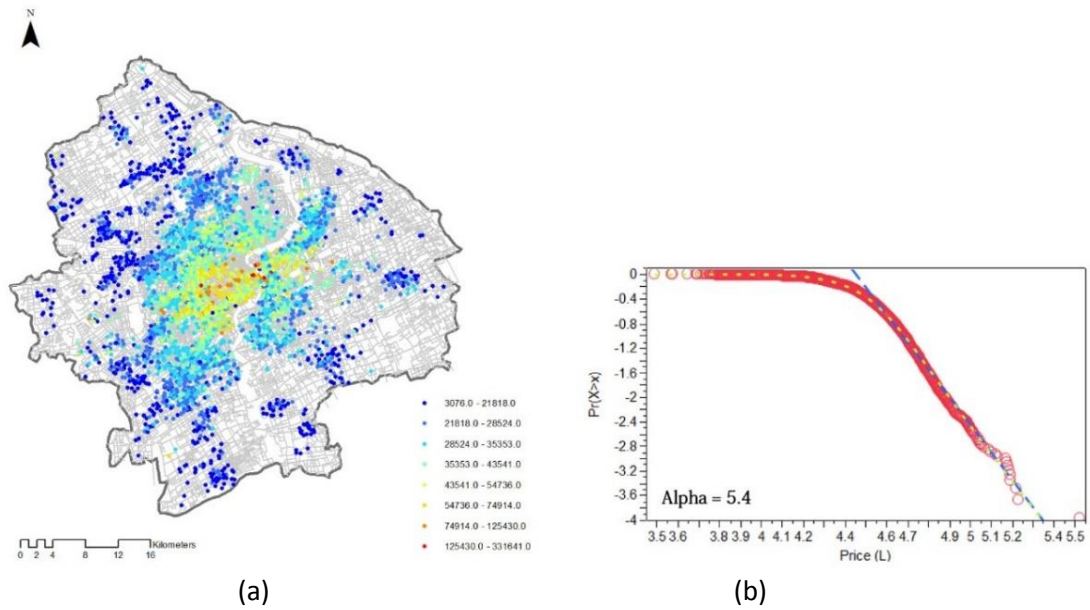 N
3076.0 - 21818.0
21818.0 - 28524.0
28524.0 - 35353.0
35353.0 - 43541.0
43541.0 - 54736.0
54736.0 - 74914.0
74914.0 - 125430.0
125430.0 - 331641.0
Kilometers
0 2 4 8 12 16
(a)
Pr(X>x)
0
-0.4
-0.8
-1.2
-1.6
-2
-2.4
-2.8
-3.2
-3.6
-4
Alpha = 5.4
3.5 3.6 3.8 3.9 4 4.1 4.2 4.4 4.6 4.7 4.9 5 5.1 5.2 5.4 5.5
Price (L)
(b)